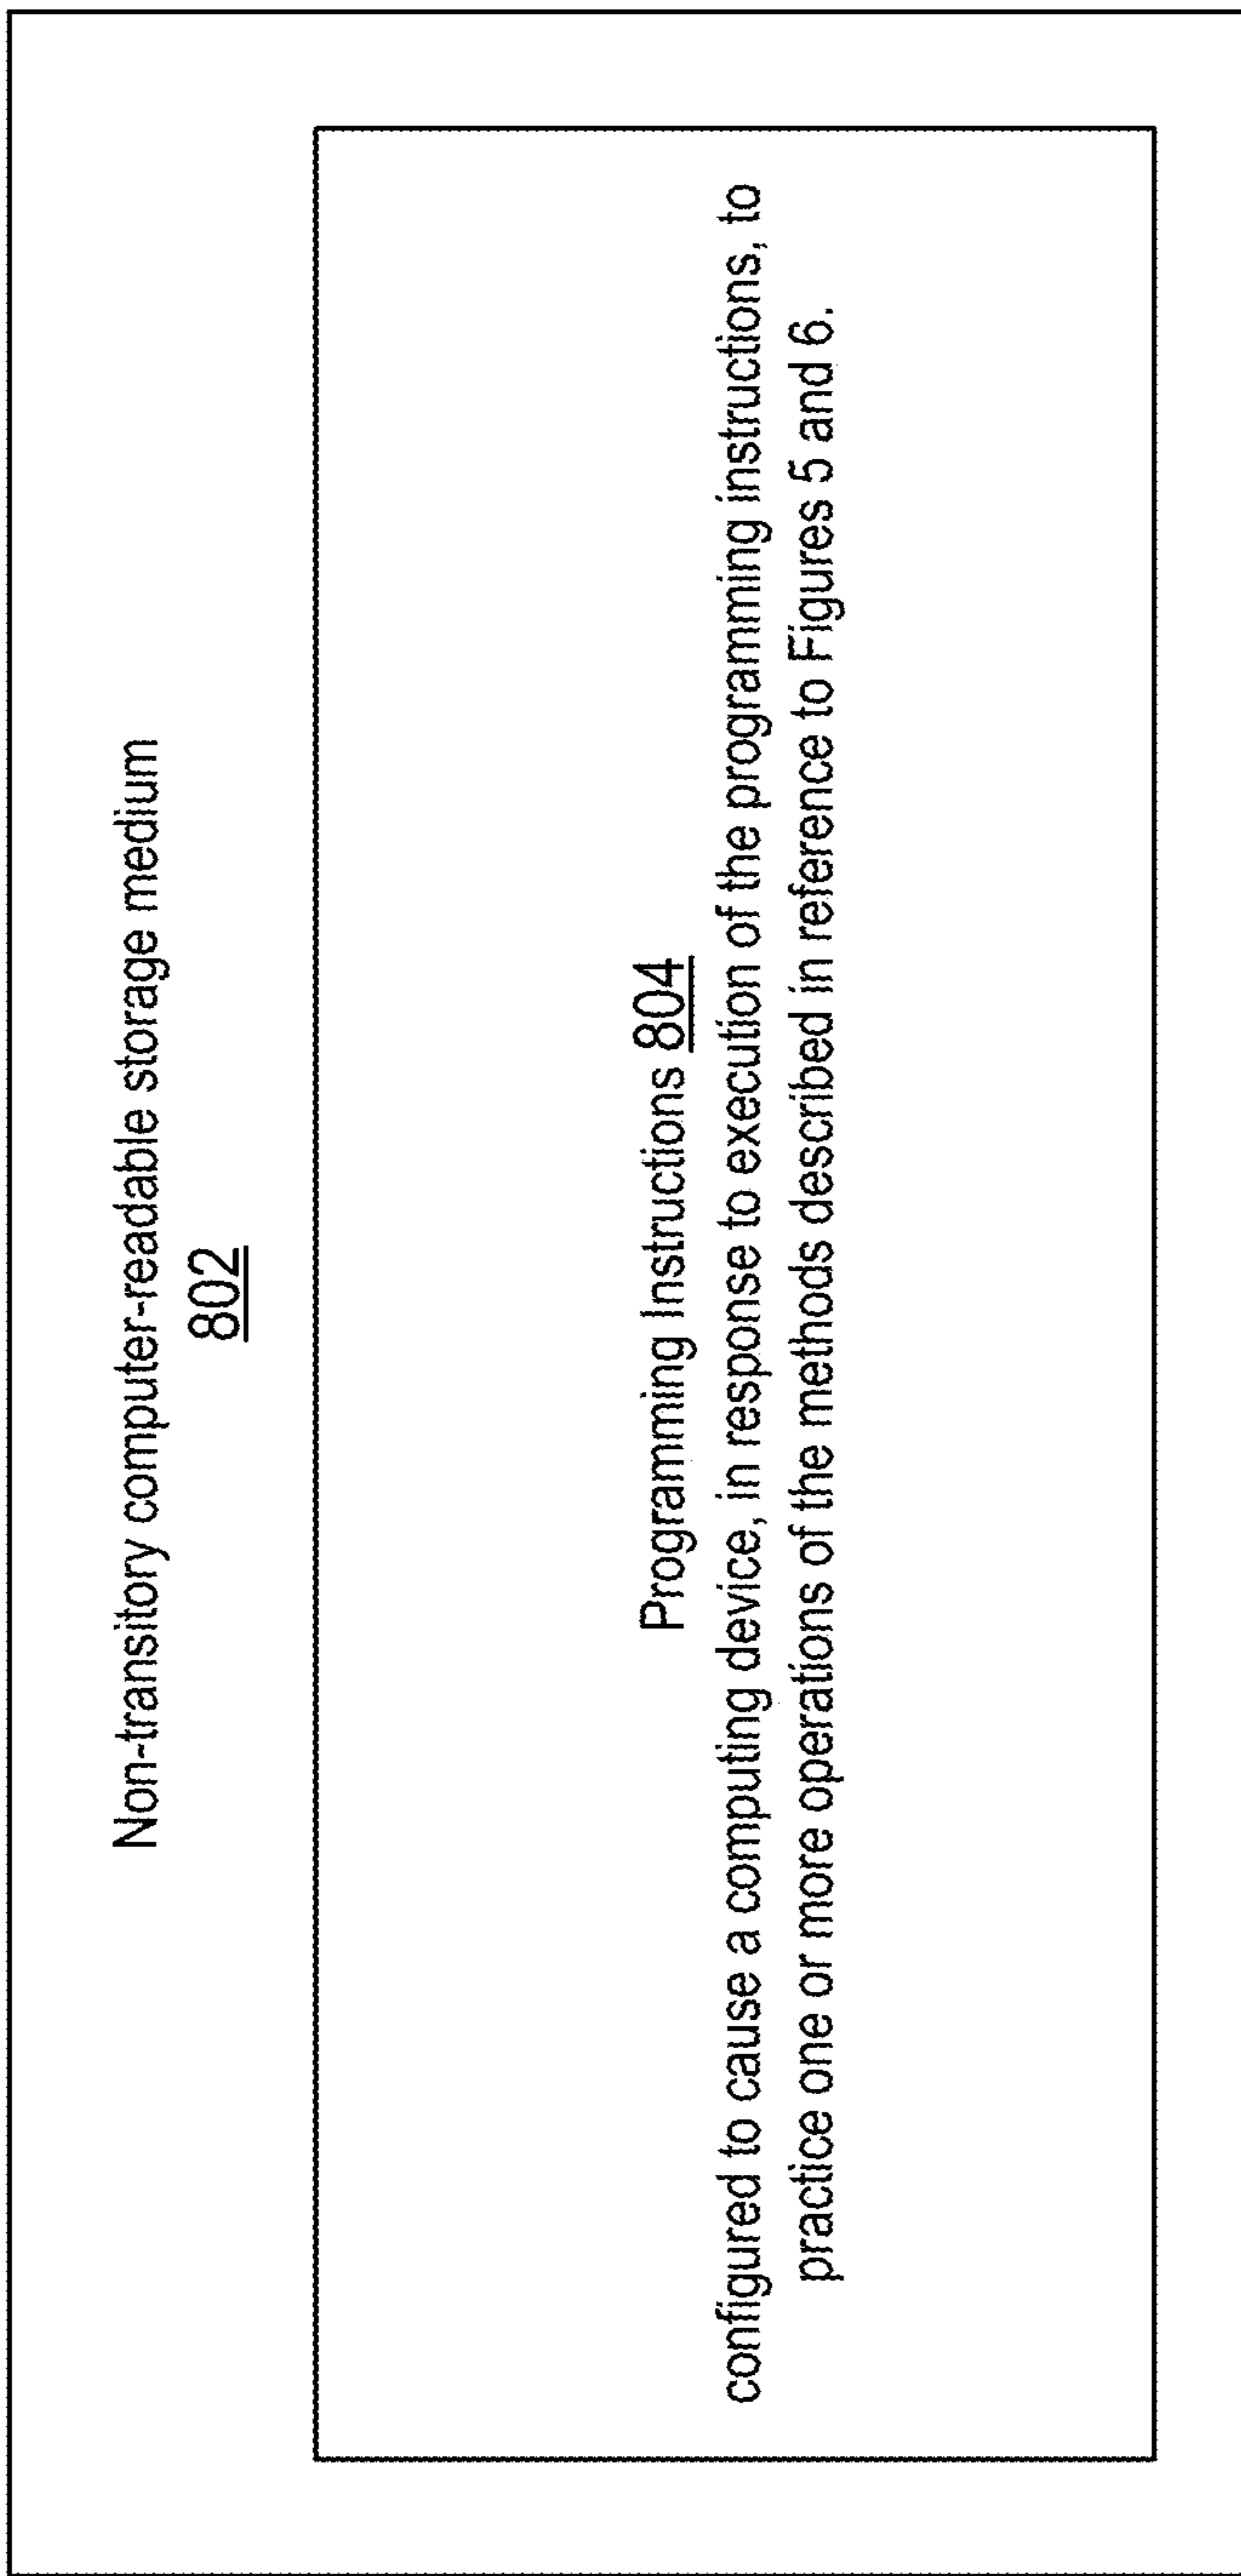 Non-transitory computer-readable storage medium
802
Programming Instructions 804
configured to cause a computing device, in response to execution of the programming instructions, to
practice one or more operations of the methods described in reference to Figures 5 and 6.